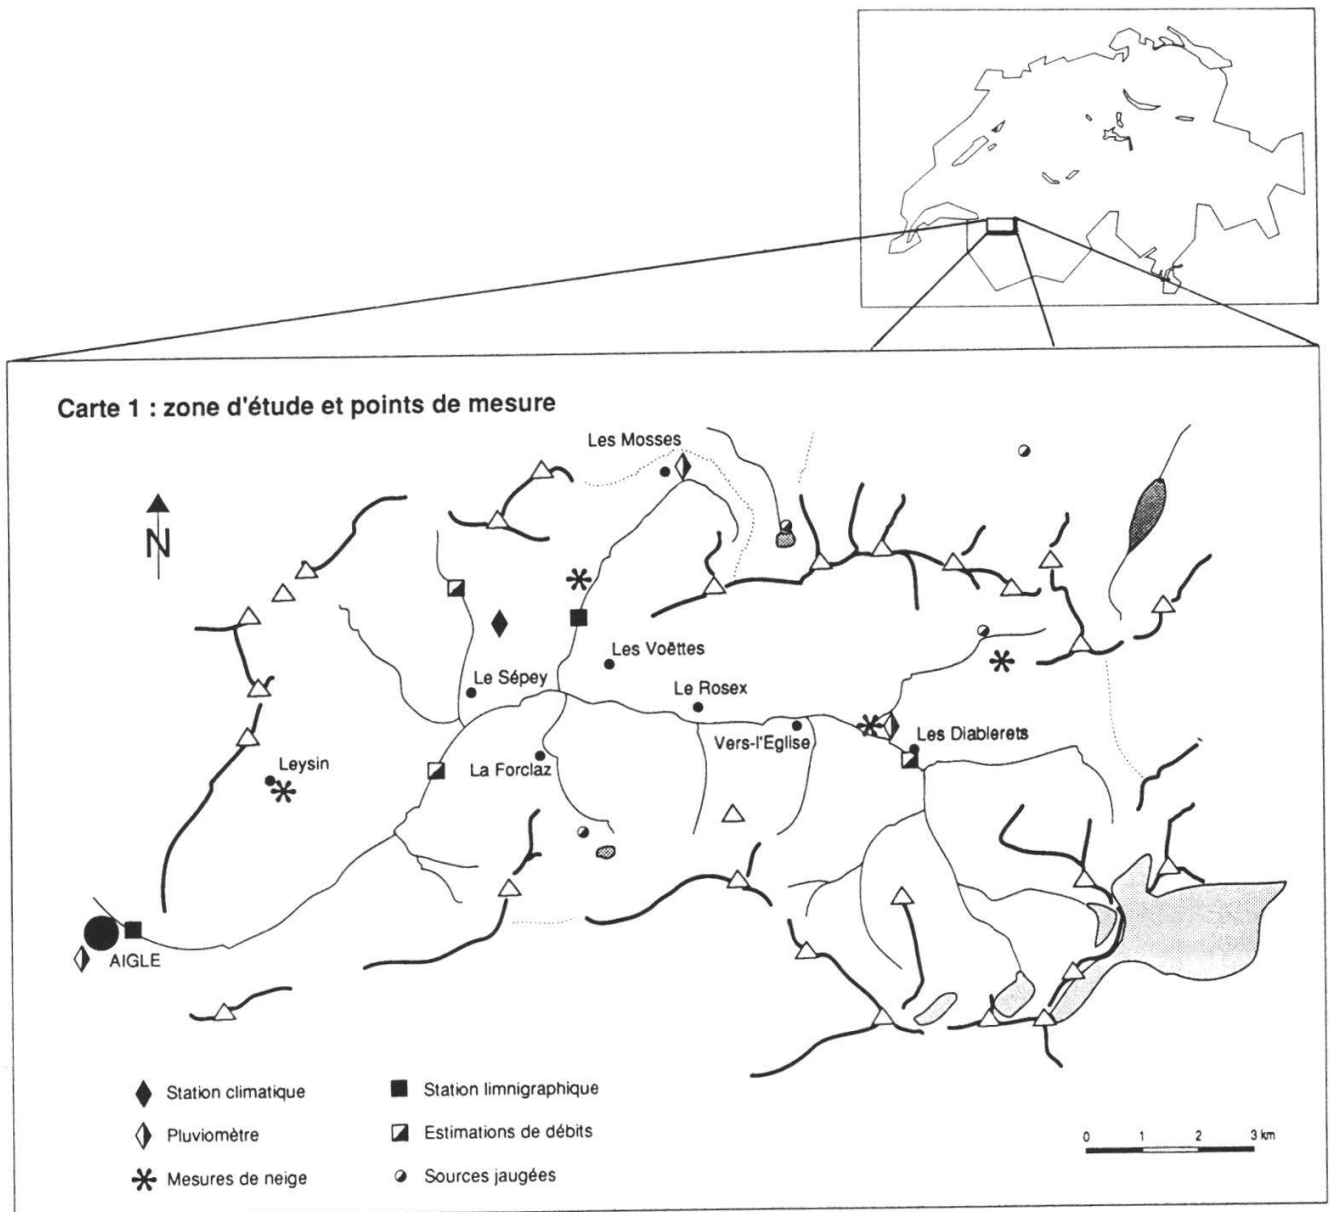 Carte 1 : zone d'étude et points de mesure
Les Mosses
N
Les Voëttes
Le Sépey
Le Rosex
Vers-l'Eglise
Les Diablerets
Leysin
La Forclaz
AIGLE
Station climatique
Station limnigraphique
Pluviomètre
Estimations de débits
Mesures de neige
Sources jaugées
0 1 2 3 km